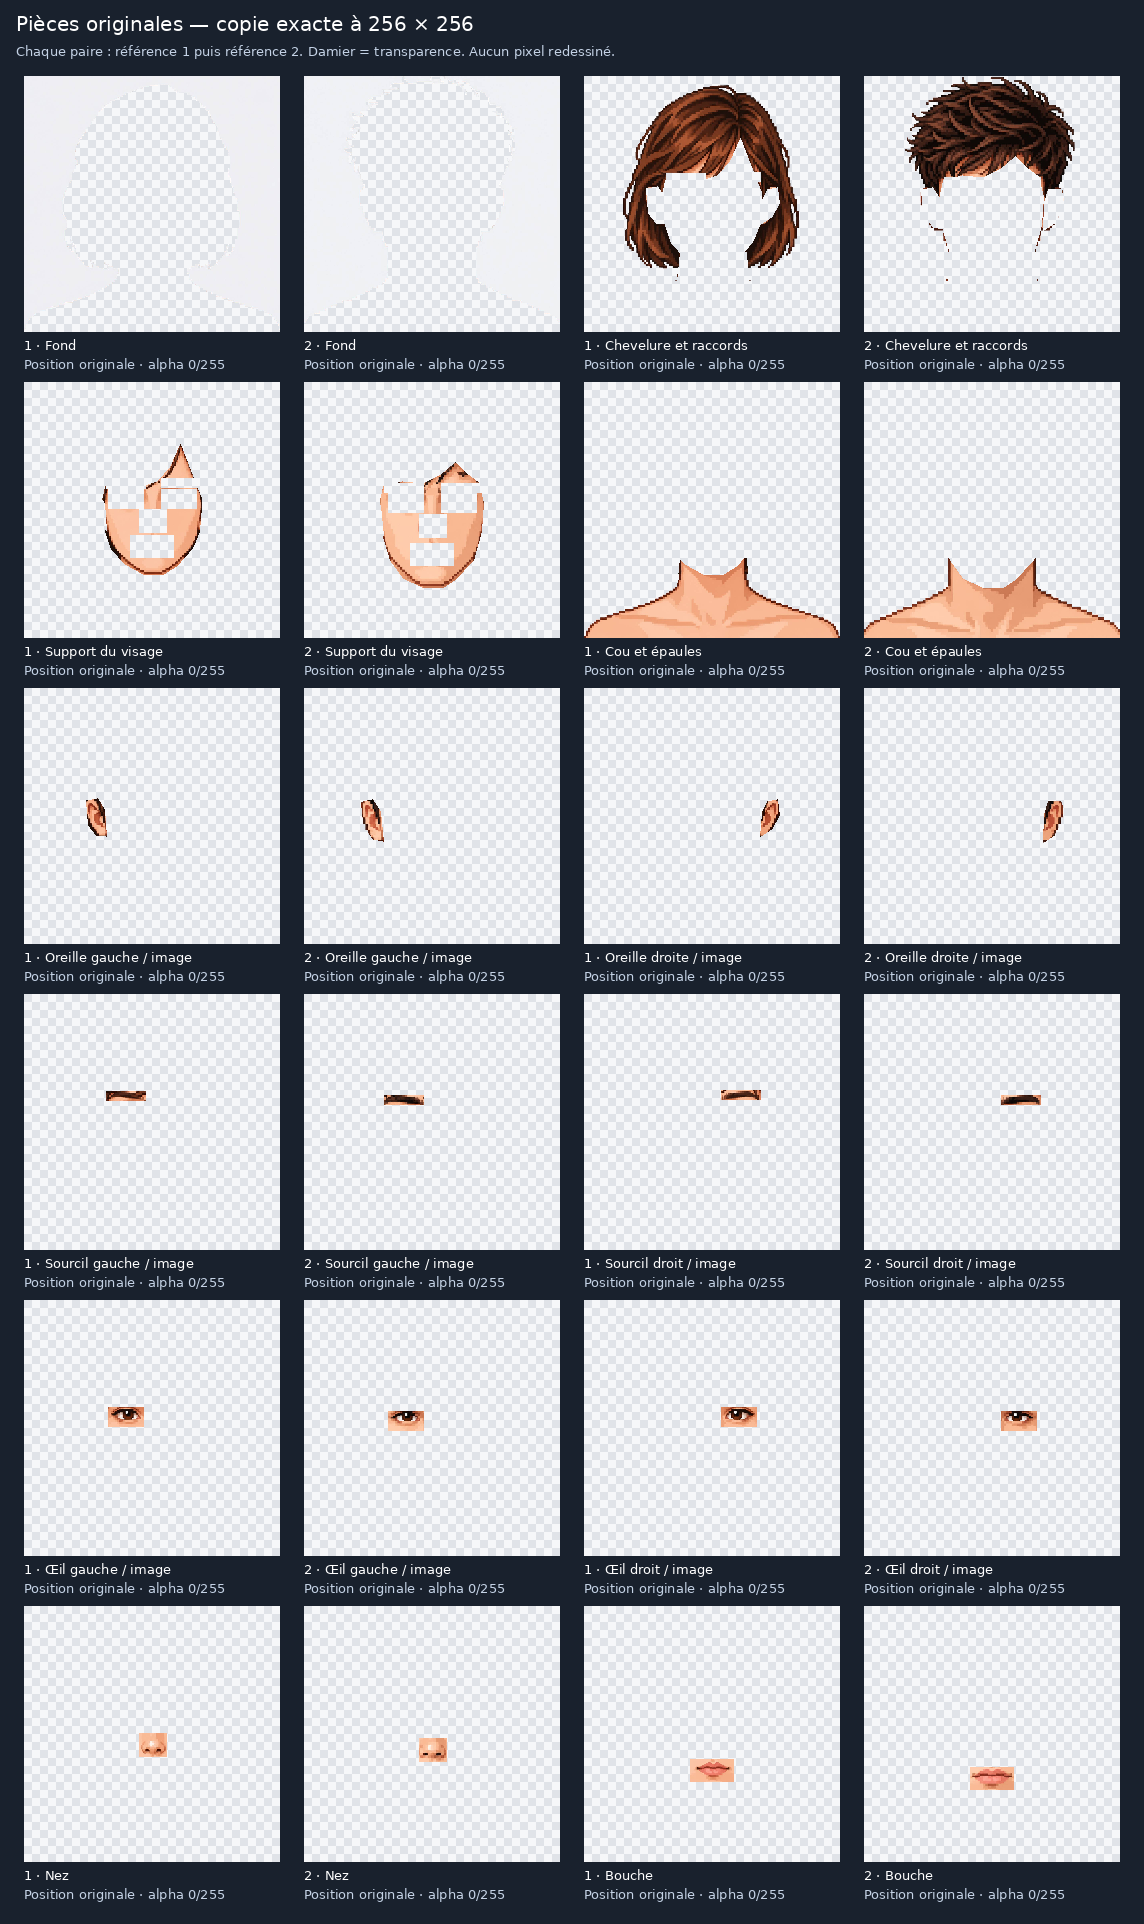 Pièces originales — copie exacte à 256 × 256
Chaque paire : référence 1 puis référence 2. Damier = transparence. Aucun pixel redessiné.
1 · Fond
2 · Fond
1 · Chevelure et raccords
2 · Chevelure et raccords
Position originale · alpha 0/255
Position originale · alpha 0/255
Position originale · alpha 0/255
Position originale · alpha 0/255
1 · Support du visage
2 · Support du visage
1 · Cou et épaules
2 · Cou et épaules
Position originale · alpha 0/255
Position originale · alpha 0/255
Position originale · alpha 0/255
Position originale · alpha 0/255
1 · Oreille gauche / image
2 · Oreille gauche / image
1 · Oreille droite / image
2 · Oreille droite / image
Position originale · alpha 0/255
Position originale · alpha 0/255
Position originale · alpha 0/255
Position originale · alpha 0/255
1 · Sourcil gauche / image
2 · Sourcil gauche / image
1 · Sourcil droit / image
2 · Sourcil droit / image
Position originale · alpha 0/255
Position originale · alpha 0/255
Position originale · alpha 0/255
Position originale · alpha 0/255
1 · Œil gauche / image
2 · Œil gauche / image
1 · Œil droit / image
2 · Œil droit / image
Position originale · alpha 0/255
Position originale · alpha 0/255
Position originale · alpha 0/255
Position originale · alpha 0/255
1 · Nez
2 · Nez
1 · Bouche
2 · Bouche
Position originale · alpha 0/255
Position originale · alpha 0/255
Position originale · alpha 0/255
Position originale · alpha 0/255